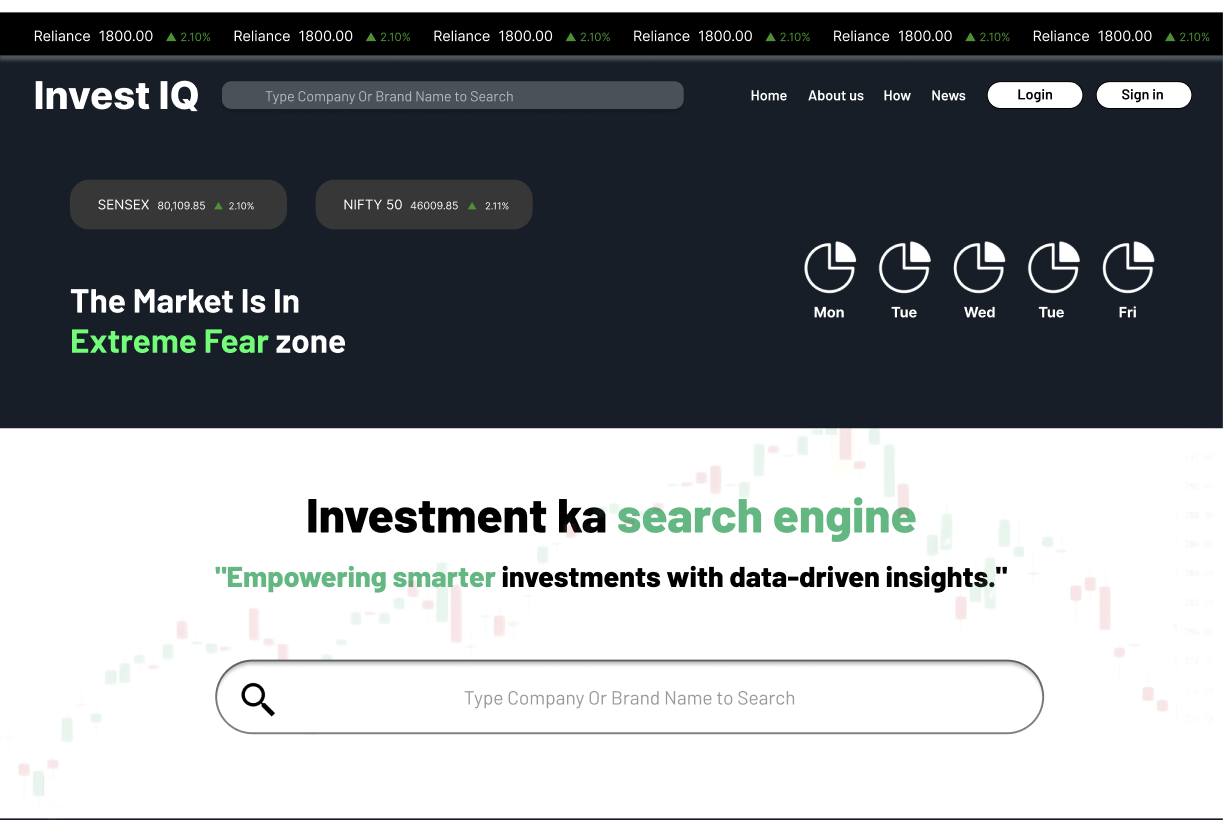 Reliance 1800.00 ▲ 2.10% Reliance 1800.00 ▲ 2.10% Reliance 1800.00 ▲ 2.10% Reliance 1800.00 ▲ 2.10% Reliance 1800.00 ▲ 2.10% Reliance 1800.00 ▲ 2.10%
Invest IQ Type Company Or Brand Name to Search Home About us How News Login Sign in
SENSEX 80,109.85 ▲ 2.10% NIFTY 50 46009.85 ▲ 2.11%
Mon Tue Wed Tue Fri
The Market Is In
Extreme Fear zone
Investment ka search engine
"Empowering smarter investments with data-driven insights."
Type Company Or Brand Name to Search